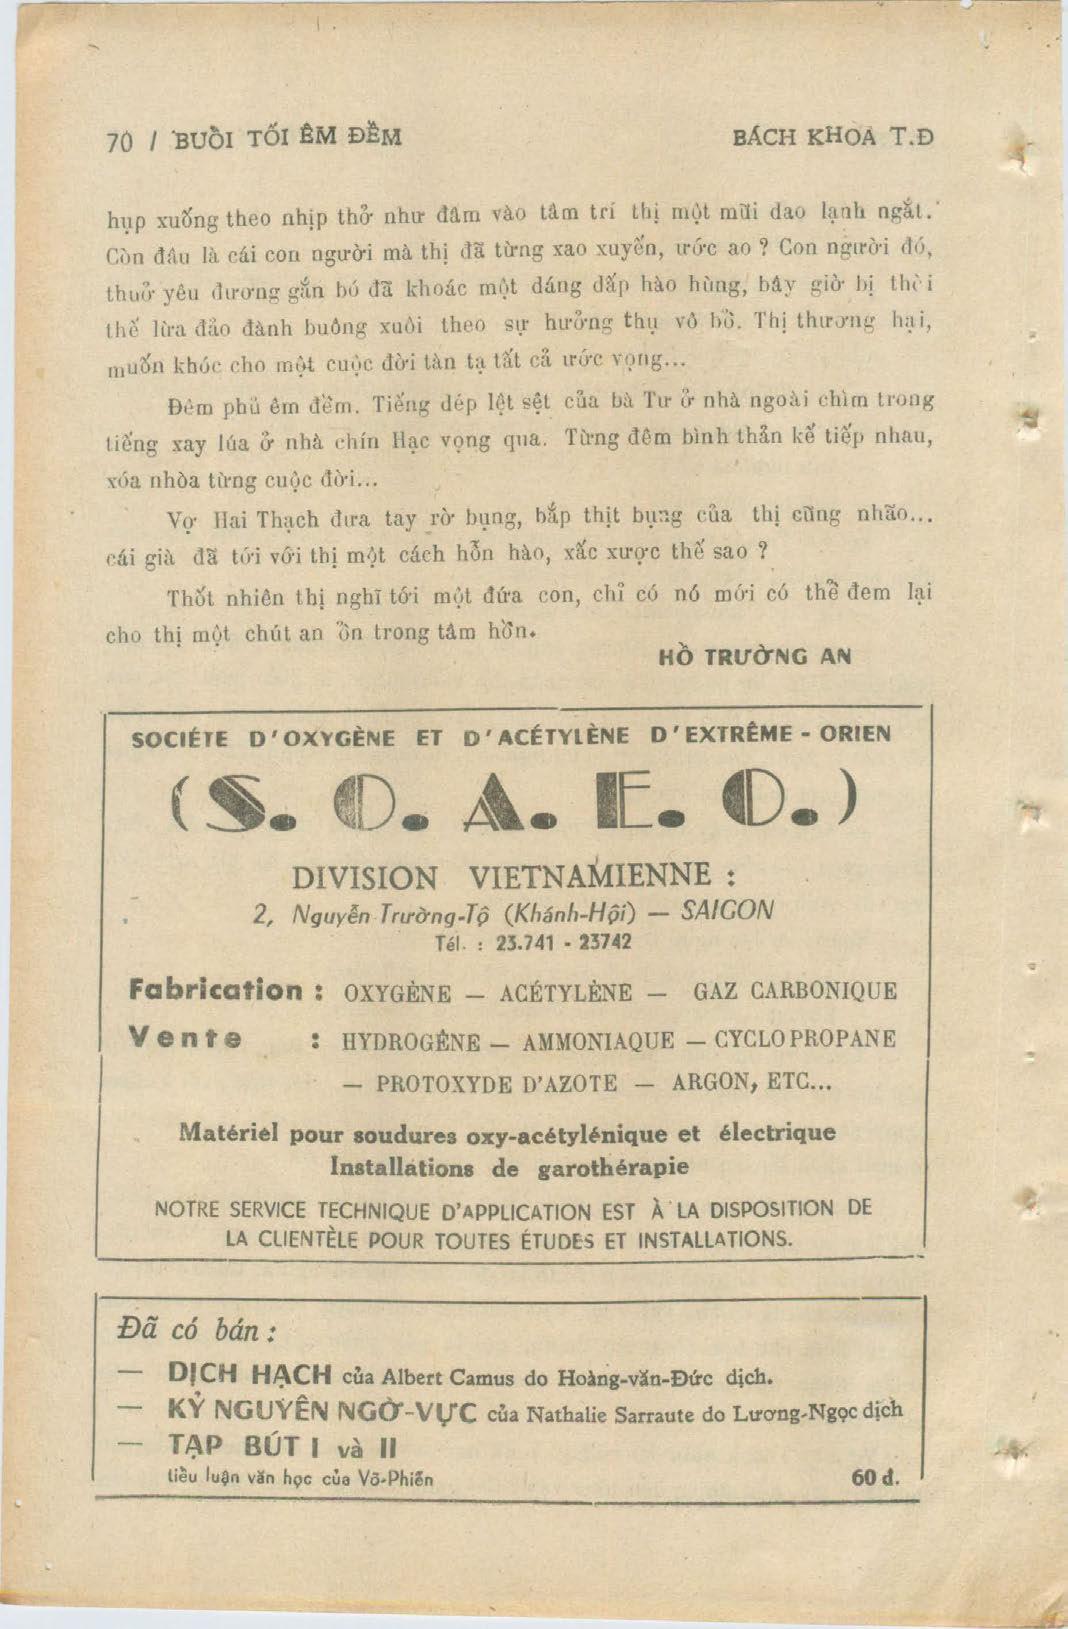 70 / BUỒI TỐI ÊM ĐỀM BÁCH KHOA T.Đ
hụp xuống theo nhịp thở như đâm vào tâm trí thị một mũi dao lạnh ngắt.
Còn đâu là cái con người mà thị đã từng xao xuyến, ước ao ? Con người đó,
thuở yêu đương gắn bó đã khoác một dáng dấp hào hùng, bây giờ bị thời
thế lừa đảo đành buông xuôi theo sự hưởng thụ vô bờ. Thị thương hại,
muốn khóc cho một cuộc đời tàn tạ tất cả ước vọng...
Đêm phủ êm đềm. Tiếng dép lệt sệt của bà Tư ở nhà ngoài chìm trong
tiếng xay lúa ở nhà chín Hạc vọng qua. Từng đêm bình thản kế tiếp nhau,
xóa nhòa từng cuộc đời...
Vợ Hai Thạch đưa tay rờ bụng, bắp thịt bụng của thị cũng nhão...
cái già đã tới với thị một cách hỗn hào, xấc xược thế sao ?
Thốt nhiên thị nghĩ tới một đứa con, chỉ có nó mới có thể đem lại
cho thị một chút an ổn trong tâm hồn.
HỒ TRƯỜNG AN
SOCIÉTE D'OXYGÈNE ET D'ACÉTYLÈNE D'EXTRÊME - ORIEN
(S. O. A. E. O.)
DIVISION VIETNAMIENNE :
2, Nguyễn Trường-Tộ (Khánh-Hội) — SAIGON
Tél. : 23.741 - 23742
Fabrication : OXYGÈNE — ACÉTYLÈNE — GAZ CARBONIQUE
Vente : HYDROGÈNE — AMMONIAQUE — CYCLOPROPANE
— PROTOXYDE D'AZOTE — ARGON, ETC...
Matériel pour soudures oxy-acétylénique et électrique
Installations de garothérapie
NOTRE SERVICE TECHNIQUE D'APPLICATION EST À LA DISPOSITION DE
LA CLIENTÈLE POUR TOUTES ÉTUDES ET INSTALLATIONS.
Đã có bán :
— DỊCH HẠCH của Albert Camus do Hoàng-văn-Đức dịch.
— KỶ NGUYÊN NGỜ-VỰC của Nathalie Sarraute do Lương-Ngọc dịch
— TẠP BÚT I và II
tiểu luận văn học của Võ-Phiến 60 đ.